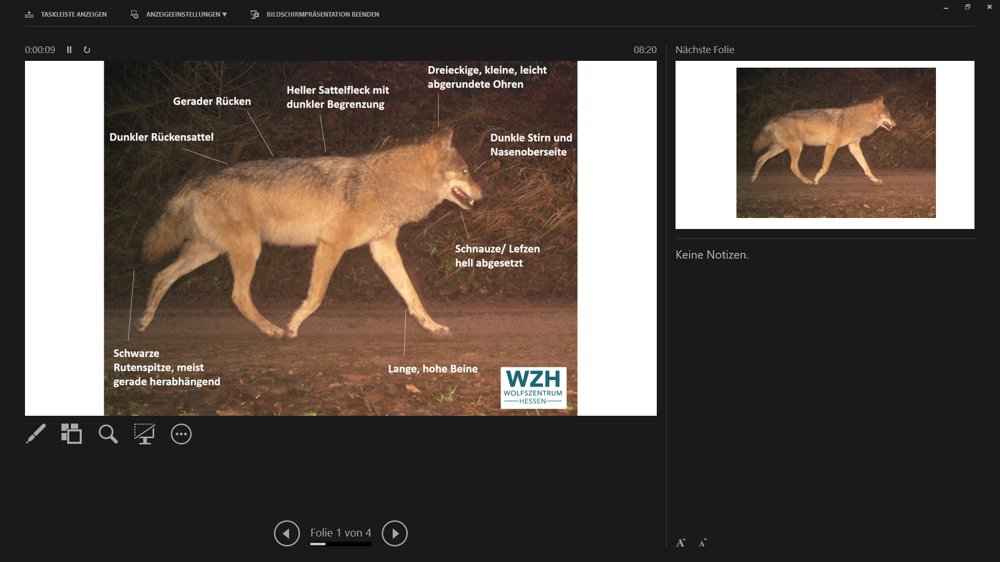 TASKLEISTE ANZEIGEN
ANZEIGEEINSTELLUNGEN ▼
BILDSCHIRMPRÄSENTATION BEENDEN
0:00:09
08:20
Dreieckige, kleine, leicht
abgerundete Ohren
Heller Sattelfleck mit
dunkler Begrenzung
Gerader Rücken
Dunkler Rückensattel
Dunkle Stirn und
Nasenoberseite
Schnauze/ Lefzen
hell abgesetzt
Schwarze
Rutenspitze, meist
gerade herabhängend
Lange, hohe Beine
WZH
WOLFSZENTRUM
HESSEN
Folie 1 von 4
Nächste Folie
Keine Notizen.
A
A